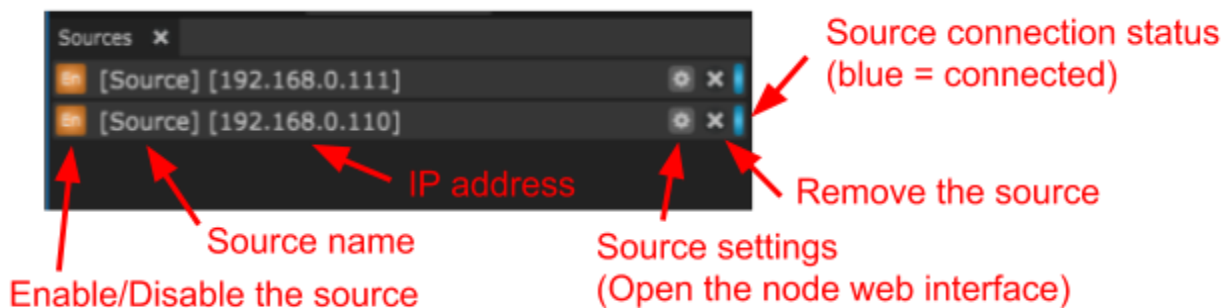 Sources ×
En [Source] [192.168.0.111]
En [Source] [192.168.0.110]
Source connection status
(blue = connected)
IP address
Remove the source
Source name
Source settings
(Open the node web interface)
Enable/Disable the source